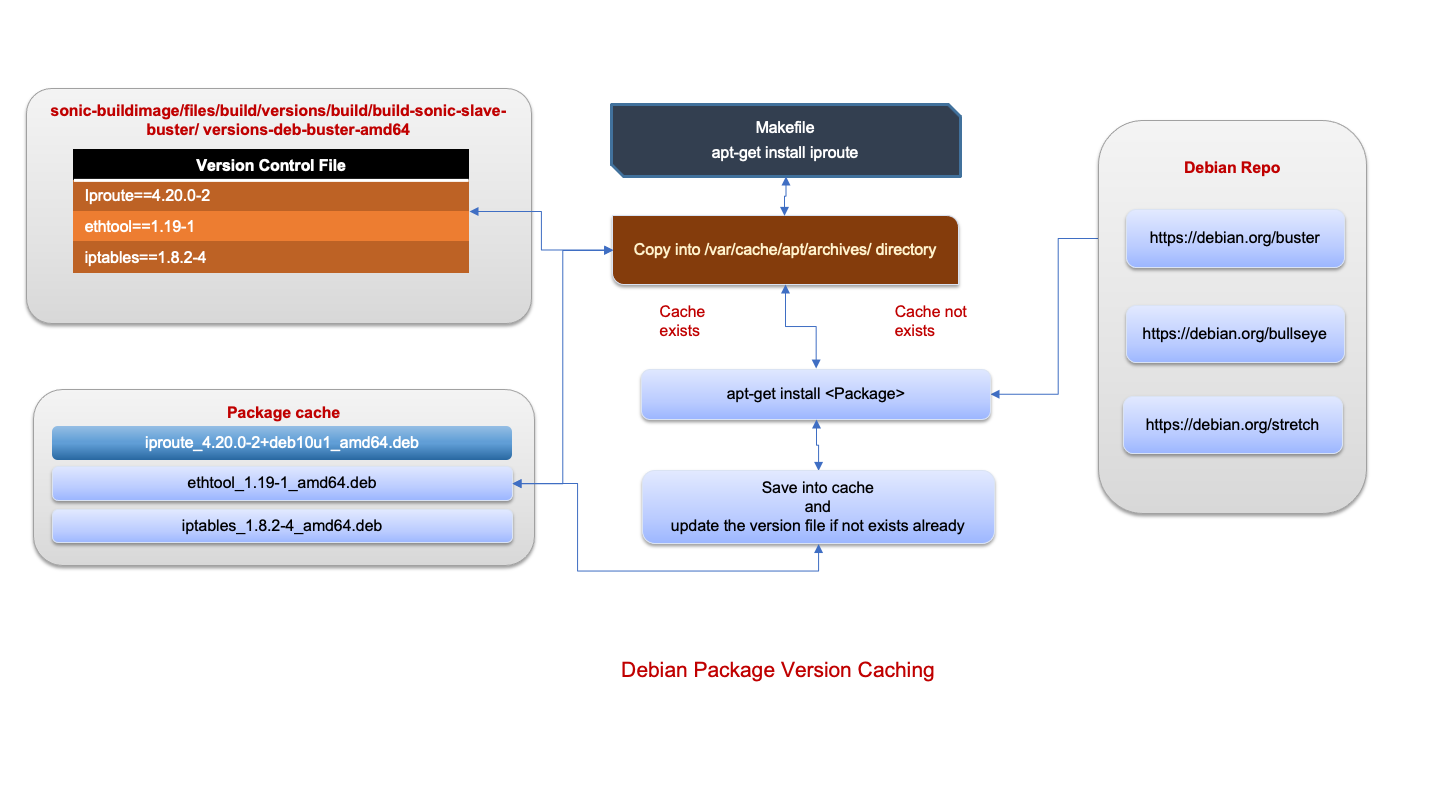 sonic-buildimage/files/build/versions/build/build-sonic-slave-
buster/ versions-deb-buster-amd64
Version Control File
Iproute==4.20.0-2
ethtool==1.19-1
iptables==1.8.2-4
Package cache
iproute_4.20.0-2+deb10u1_amd64.deb
ethtool_1.19-1_amd64.deb
iptables_1.8.2-4_amd64.deb
Makefile
apt-get install iproute
Copy into /var/cache/apt/archives/ directory
Cache
exists
Cache not
exists
apt-get install <Package>
Save into cache
and
update the version file if not exists already
Debian Repo
https://debian.org/buster
https://debian.org/bullseye
https://debian.org/stretch
Debian Package Version Caching